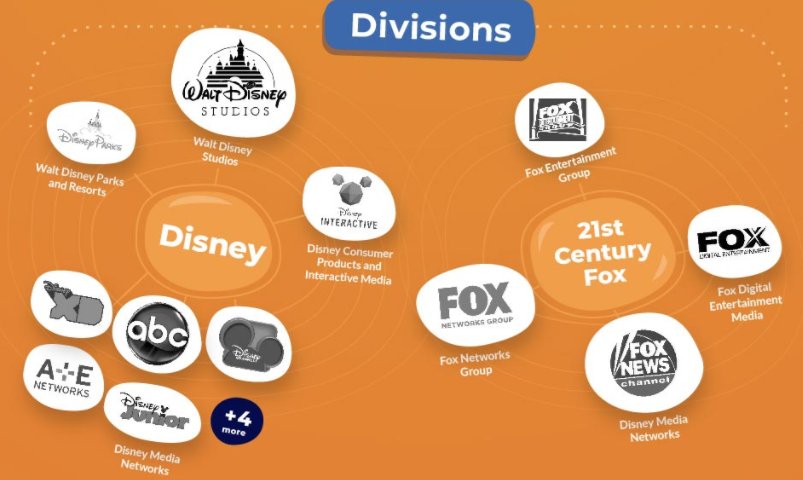 Divisions
WALT DISNEY
STUDIOS
Walt Disney
Studios
DISNEY PARKS
Walt Disney Parks
and Resorts
Disney
INTERACTIVE
Disney Consumer
Products and
Interactive Media
Disney
XD
abc
Disney
A+E
NETWORKS
DISNEY
JUNIOR
+4
more
Disney Media
Networks
FOX
Fox Entertainment
Group
21st
Century
Fox
FOX
DIGITAL ENTERTAINMENT
Fox Digital
Entertainment
Media
FOX
NETWORKS GROUP
Fox Networks
Group
FOX
NEWS
channel
Disney Media
Networks